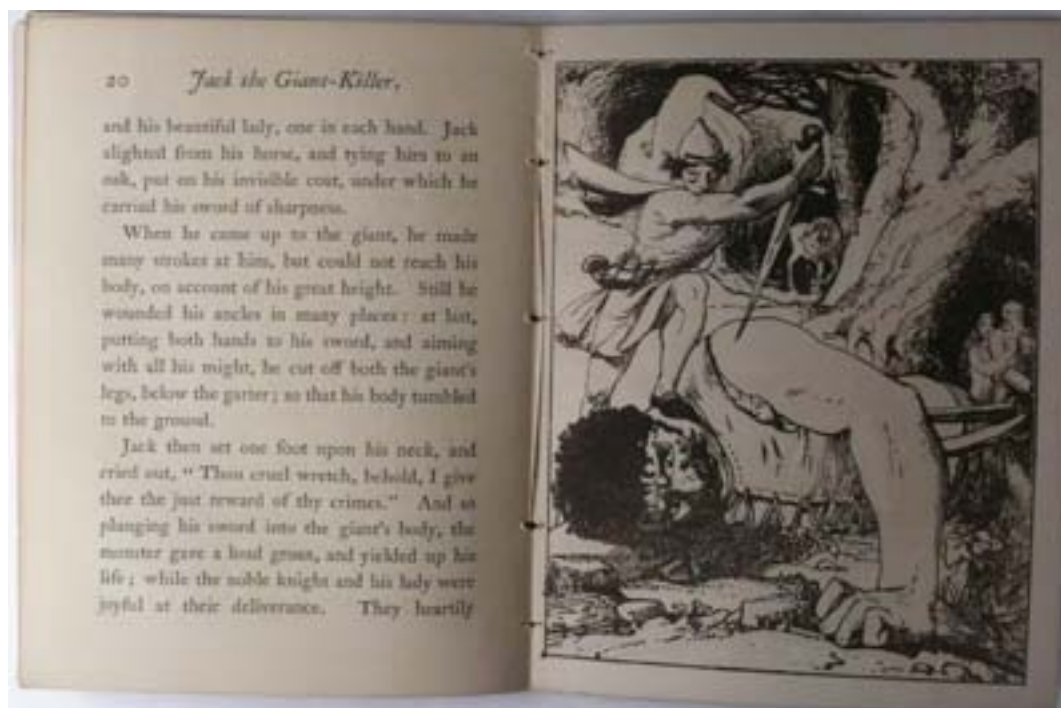 20 Jack the Giant-Killer.
and his beautiful lady, one in each hand. Jack
alighted from his horse, and tying him to an
oak, put on his invisible coat, under which he
carried his sword of sharpness.
When he came up to the giant, he made
many strokes at him, but could not reach his
body, on account of his great height. Still he
wounded his ancles in many places: at last,
putting both hands to his sword, and aiming
with all his might, he cut off both the giant's
legs, below the garter; so that his body tumbled
to the ground.
Jack then set one foot upon his neck, and
cried out, "Thou cruel wretch, behold, I give
thee the just reward of thy crimes." And so
plunging his sword into the giant's body, the
monster gave a loud groan, and yielded up his
life; while the noble knight and his lady were
joyful at their deliverance. They heartily